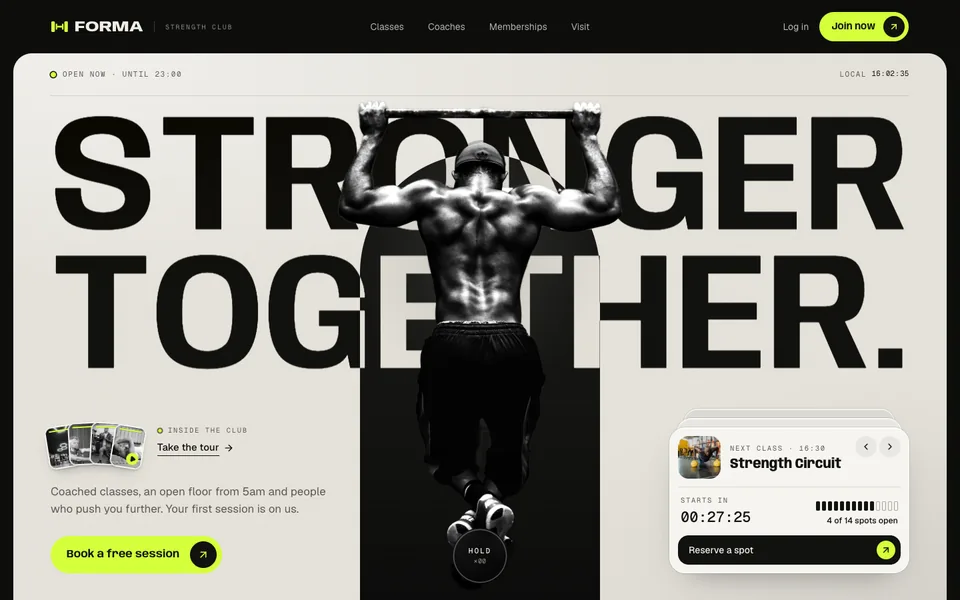 FORMA
STRENGTH CLUB
Classes
Coaches
Memberships
Visit
Log in
Join now
OPEN NOW · UNTIL 23:00
LOCAL 16:02:35
STRONGER
TOGETHER.
INSIDE THE CLUB
Take the tour →
Coached classes, an open floor from 5am and people
who push you further. Your first session is on us.
Book a free session
HOLD
×00
NEXT CLASS · 16:30
Strength Circuit
STARTS IN
00:27:25
4 of 14 spots open
Reserve a spot